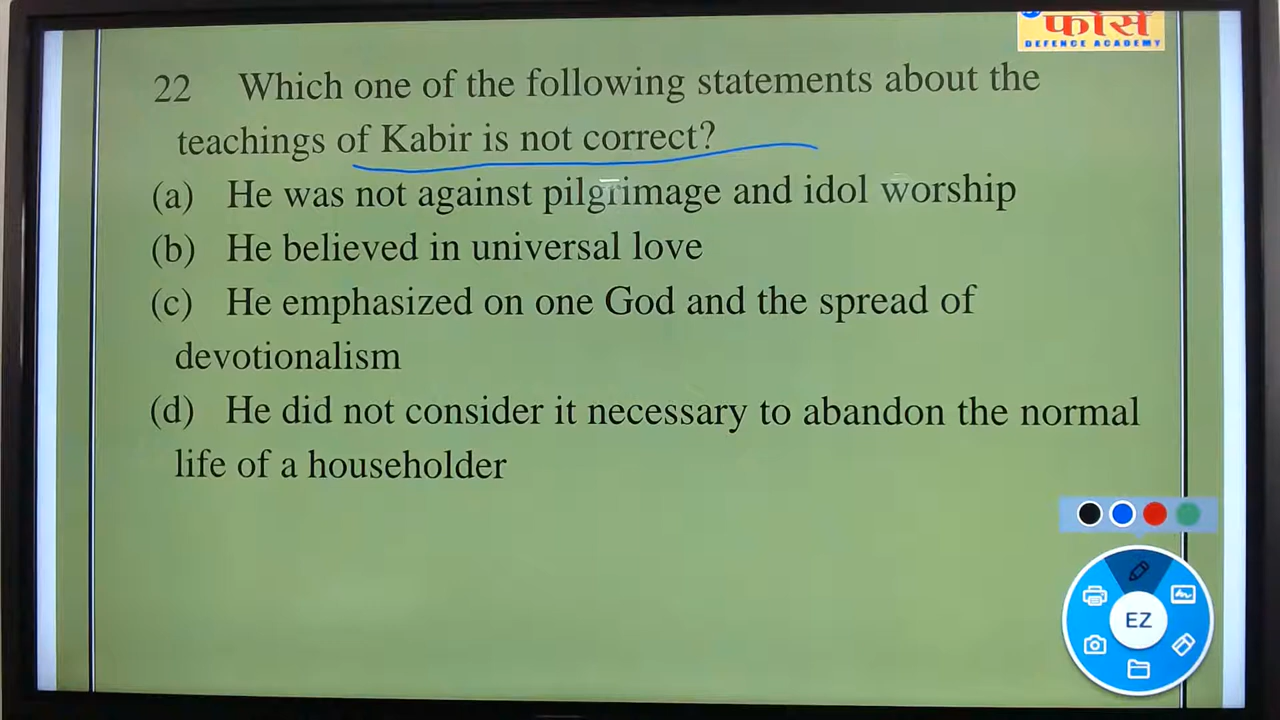 फोर्स
DEFENCE ACADEMY
22 Which one of the following statements about the
teachings of Kabir is not correct?
(a) He was not against pilgrimage and idol worship
(b) He believed in universal love
(c) He emphasized on one God and the spread of
devotionalism
(d) He did not consider it necessary to abandon the normal
life of a householder
EZ